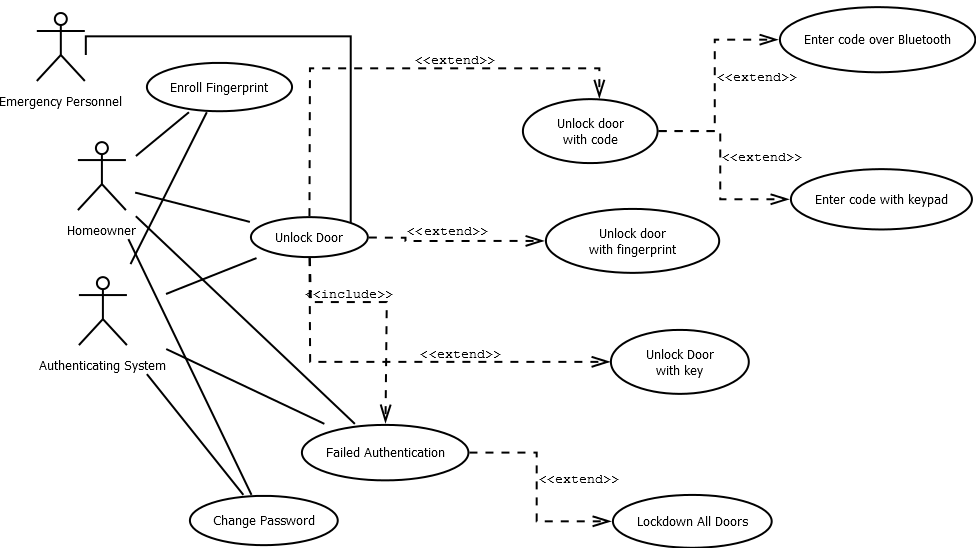 Enter code over Bluetooth
<<extend>>
<<extend>>
Enroll Fingerprint
Emergency Personnel
Unlock door
with code
<<extend>>
Enter code with keypad
Homeowner
Unlock Door
<<extend>>
Unlock door
with fingerprint
<<include>>
<<extend>>
Unlock Door
with key
Authenticating System
Failed Authentication
<<extend>>
Change Password
Lockdown All Doors